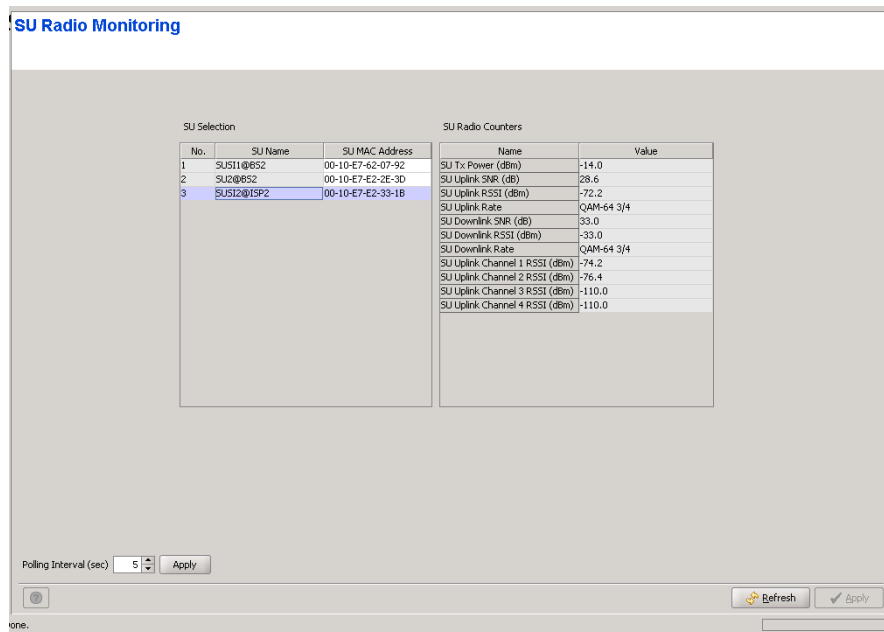 SU Radio Monitoring
SU Selection
No. SU Name SU MAC Address
1 SUSI1@BS2 00-10-E7-62-07-92
2 SU2@BS2 00-10-E7-E2-2E-3D
3 SUSI2@ISP2 00-10-E7-E2-33-1B
SU Radio Counters
Name Value
SU Tx Power (dBm) -14.0
SU Uplink SNR (dB) 28.6
SU Uplink RSSI (dBm) -72.2
SU Uplink Rate QAM-64 3/4
SU Downlink SNR (dB) 33.0
SU Downlink RSSI (dBm) -33.0
SU Downlink Rate QAM-64 3/4
SU Uplink Channel 1 RSSI (dBm) -74.2
SU Uplink Channel 2 RSSI (dBm) -76.4
SU Uplink Channel 3 RSSI (dBm) -110.0
SU Uplink Channel 4 RSSI (dBm) -110.0
Polling Interval (sec) 5 Apply
? Refresh Apply
one.